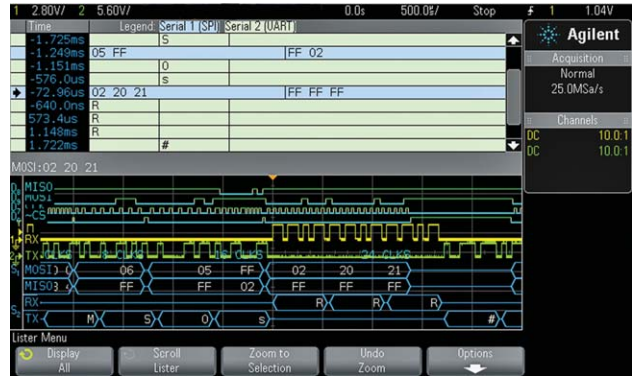 1 2.80V/ 2 5.60V/ 0.0s 500.0%/ Stop 1 1.04V
Time Legend: Serial 1 (SPI) Serial 2 (UART)
-1.725ms S
-1.249ms 05 FF FF 02
-1.151ms 0
-576.0us s
-72.96us 02 20 21 FF FF FF
-640.0ns R
573.4us R
1.148ms R
1.722ms #
Agilent
Acquisition
Normal
25.0MSa/s
Channels
DC 10.0:1
DC 10.0:1
MOSI:02 20 21
MISO
MOSI
~CS
RX
TX
S1 MOSI 06 05 FF 02 20 21
MISO FF FF 02 FF FF FF
RX R R R
S2 TX M S 0 s #
Lister Menu
Display All
Scroll Lister
Zoom to Selection
Undo Zoom
Options